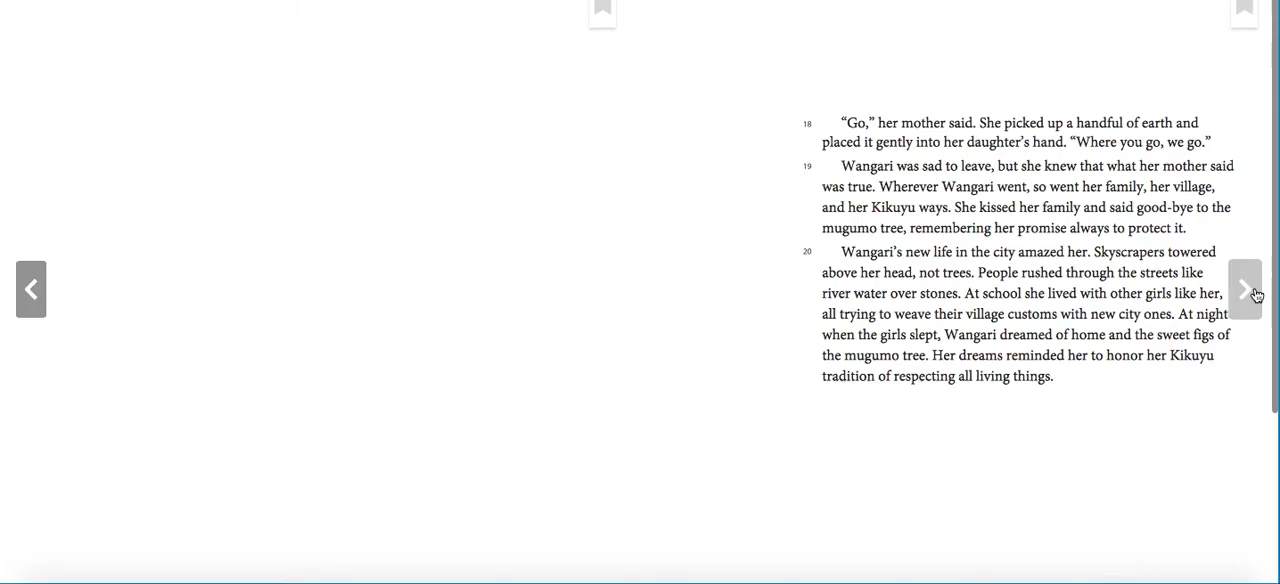 18 “Go,” her mother said. She picked up a handful of earth and
placed it gently into her daughter’s hand. “Where you go, we go.”
19 Wangari was sad to leave, but she knew that what her mother said
was true. Wherever Wangari went, so went her family, her village,
and her Kikuyu ways. She kissed her family and said good-bye to the
mugumo tree, remembering her promise always to protect it.
20 Wangari’s new life in the city amazed her. Skyscrapers towered
above her head, not trees. People rushed through the streets like
river water over stones. At school she lived with other girls like her,
all trying to weave their village customs with new city ones. At night
when the girls slept, Wangari dreamed of home and the sweet figs of
the mugumo tree. Her dreams reminded her to honor her Kikuyu
tradition of respecting all living things.